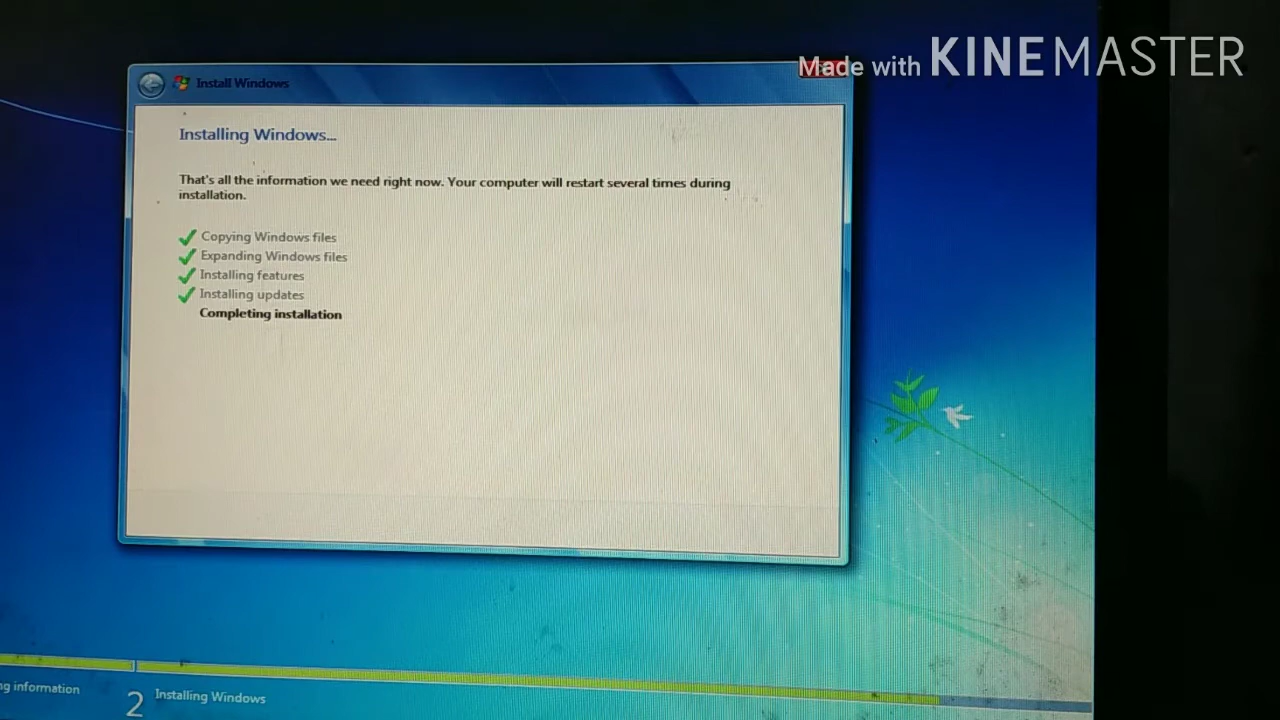 Made with KINEMASTER
Install Windows
Installing Windows...
That's all the information we need right now. Your computer will restart several times during
installation.
Copying Windows files
Expanding Windows files
Installing features
Installing updates
Completing installation
ng information
2 Installing Windows